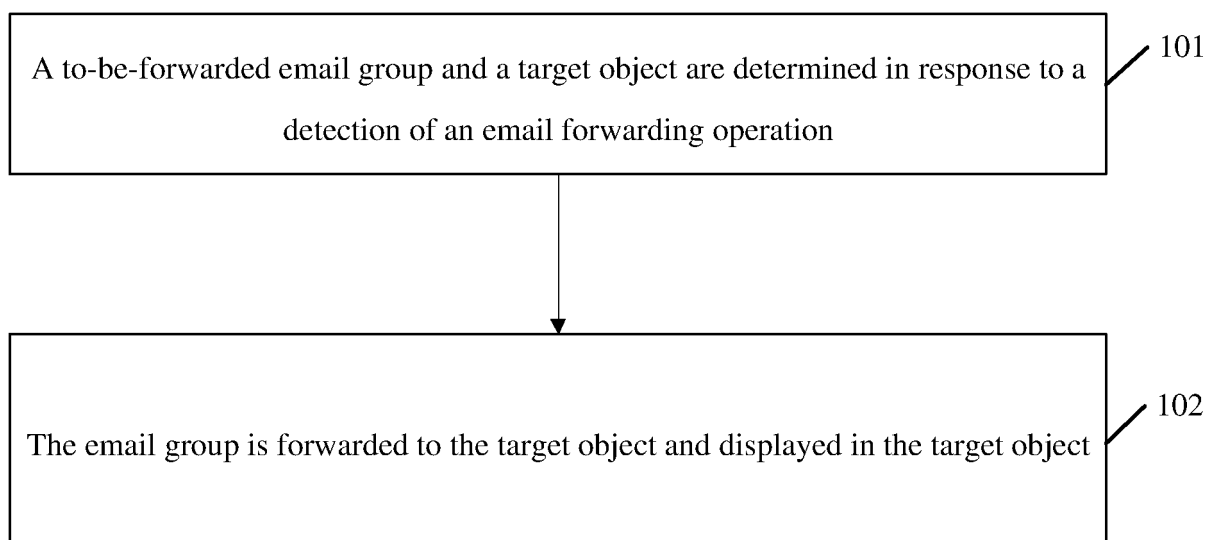 A to-be-forwarded email group and a target object are determined in response to a
detection of an email forwarding operation
101
The email group is forwarded to the target object and displayed in the target object
102